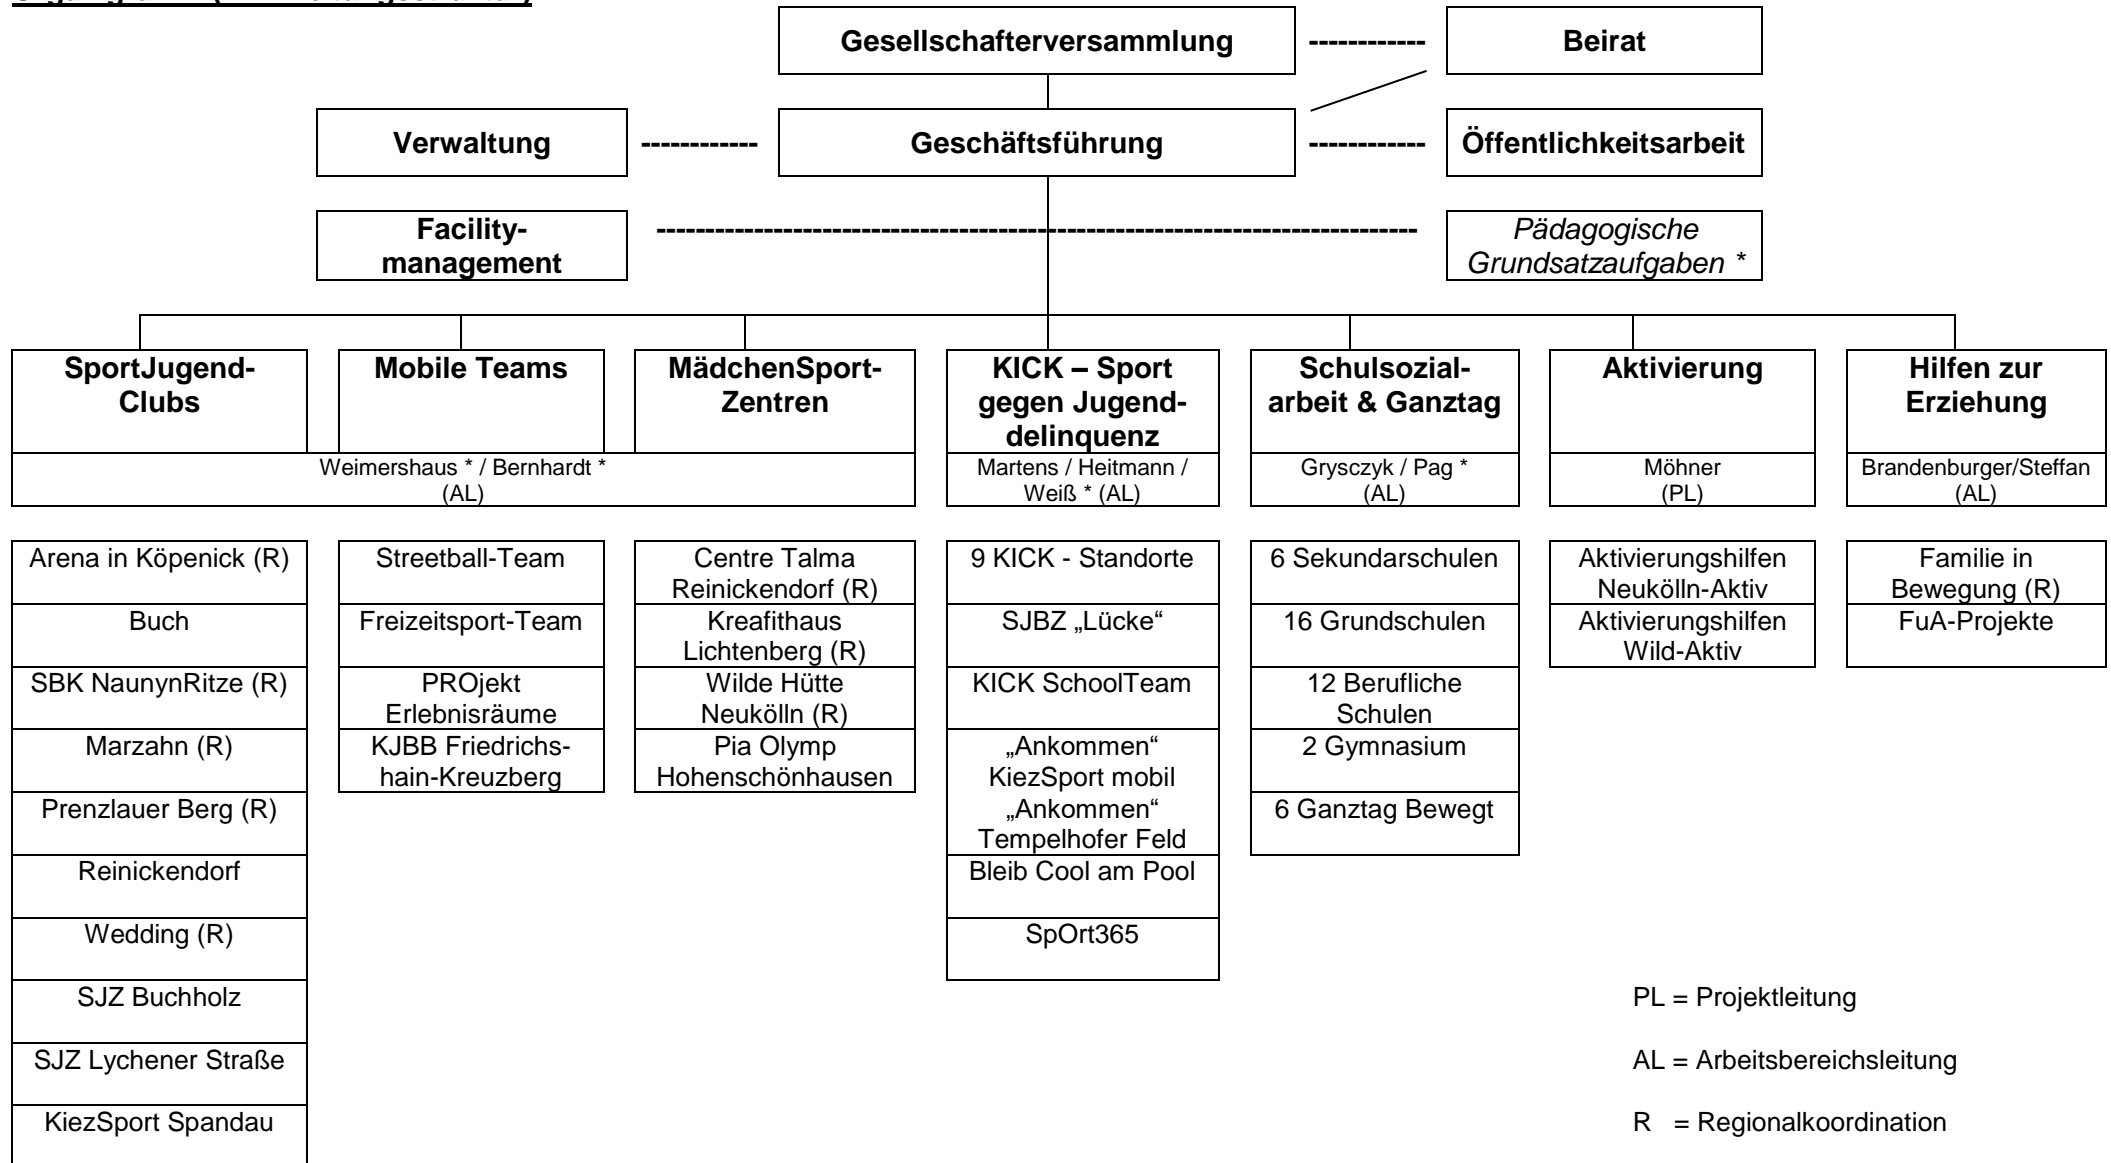 Gesellschafterversammlung ------------ Beirat
Verwaltung ------------ Geschäftsführung ------------ Öffentlichkeitsarbeit
Facility-
management
Pädagogische
Grundsatzaufgaben *
SportJugend-
Clubs
Mobile Teams
MädchenSport-
Zentren
KICK – Sport
gegen Jugend-
delinquenz
Schulsozial-
arbeit & Ganztag
Aktivierung
Hilfen zur
Erziehung
Weimershaus * / Bernhardt *
(AL)
Martens / Heitmann /
Weiß * (AL)
Grysczyk / Pag *
(AL)
Möhner
(PL)
Brandenburger/Steffan
(AL)
Arena in Köpenick (R)
Buch
SBK NaunynRitze (R)
Marzahn (R)
Prenzlauer Berg (R)
Reinickendorf
Wedding (R)
SJZ Buchholz
SJZ Lychener Straße
KiezSport Spandau
Streetball-Team
Freizeitsport-Team
PROjekt
Erlebnisräume
KJBB Friedrichs-
hain-Kreuzberg
Centre Talma
Reinickendorf (R)
Kreafithaus
Lichtenberg (R)
Wilde Hütte
Neukölln (R)
Pia Olymp
Hohenschönhausen
9 KICK - Standorte
SJBZ „Lücke“
KICK SchoolTeam
„Ankommen“
KiezSport mobil
„Ankommen“
Tempelhofer Feld
Bleib Cool am Pool
SpOrt365
6 Sekundarschulen
16 Grundschulen
12 Berufliche
Schulen
2 Gymnasium
6 Ganztag Bewegt
Aktivierungshilfen
Neukölln-Aktiv
Aktivierungshilfen
Wild-Aktiv
Familie in
Bewegung (R)
FuA-Projekte
PL = Projektleitung
AL = Arbeitsbereichsleitung
R = Regionalkoordination